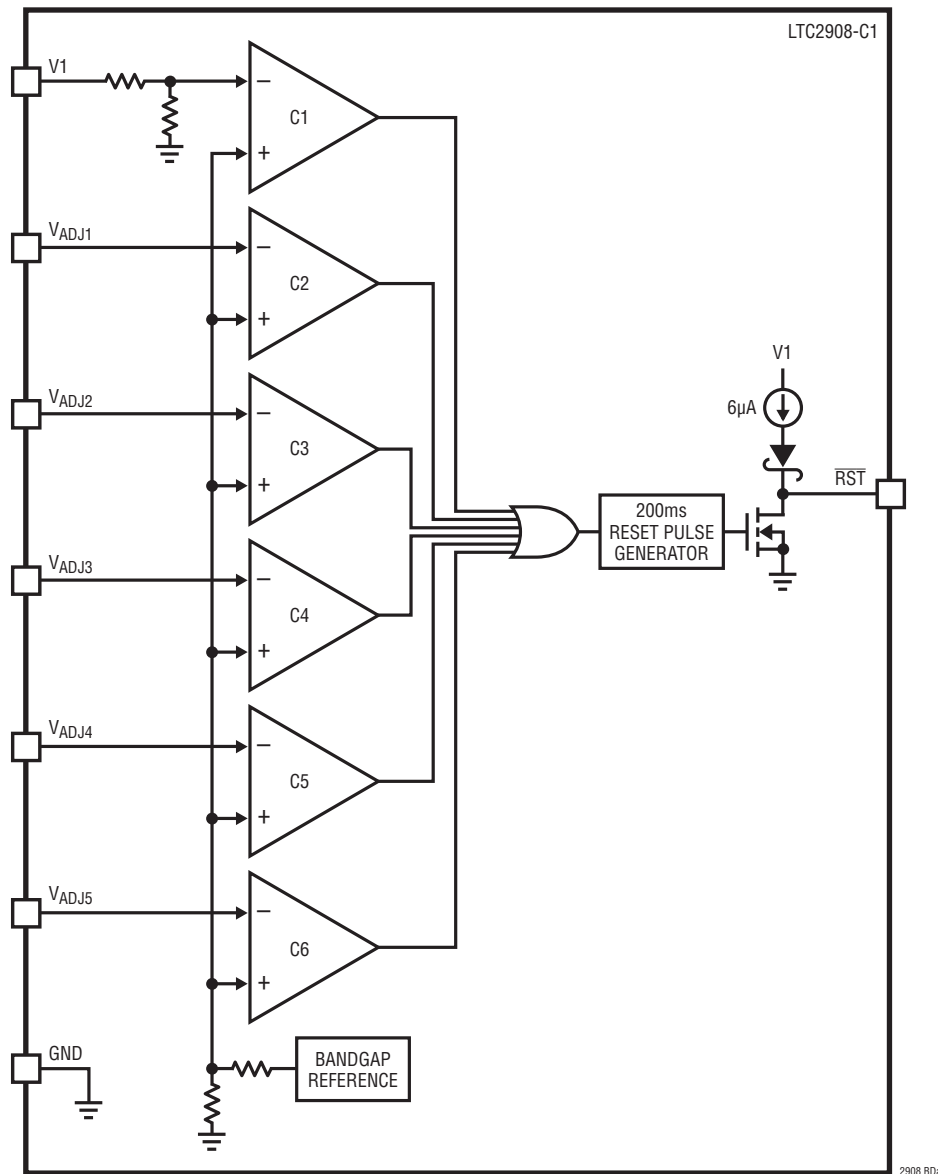 LTC2908-C1
V1
−
C1
+
VADJ1
−
C2
+
VADJ2
−
C3
+
V1
6µA
RST
200ms
RESET PULSE
GENERATOR
VADJ3
−
C4
+
VADJ4
−
C5
+
VADJ5
−
C6
+
GND
BANDGAP
REFERENCE
2908